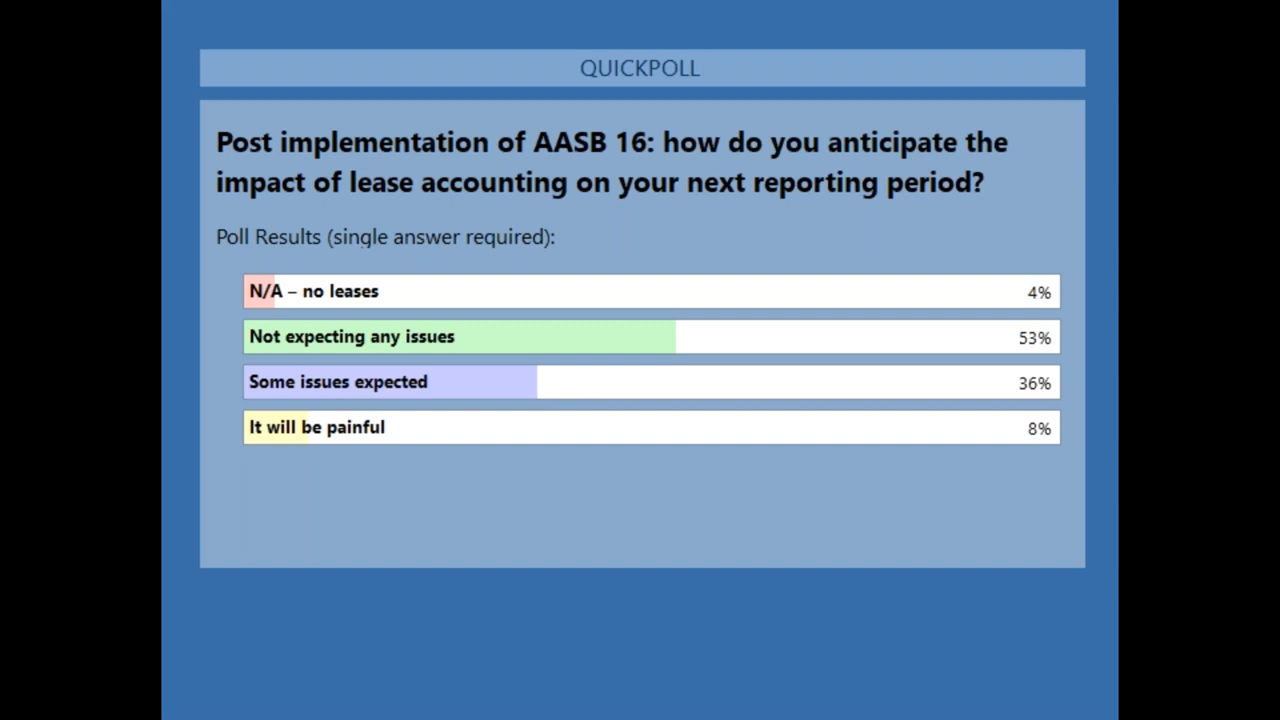 QUICKPOLL
Post implementation of AASB 16: how do you anticipate the
impact of lease accounting on your next reporting period?
Poll Results (single answer required):
N/A – no leases 4%
Not expecting any issues 53%
Some issues expected 36%
It will be painful 8%